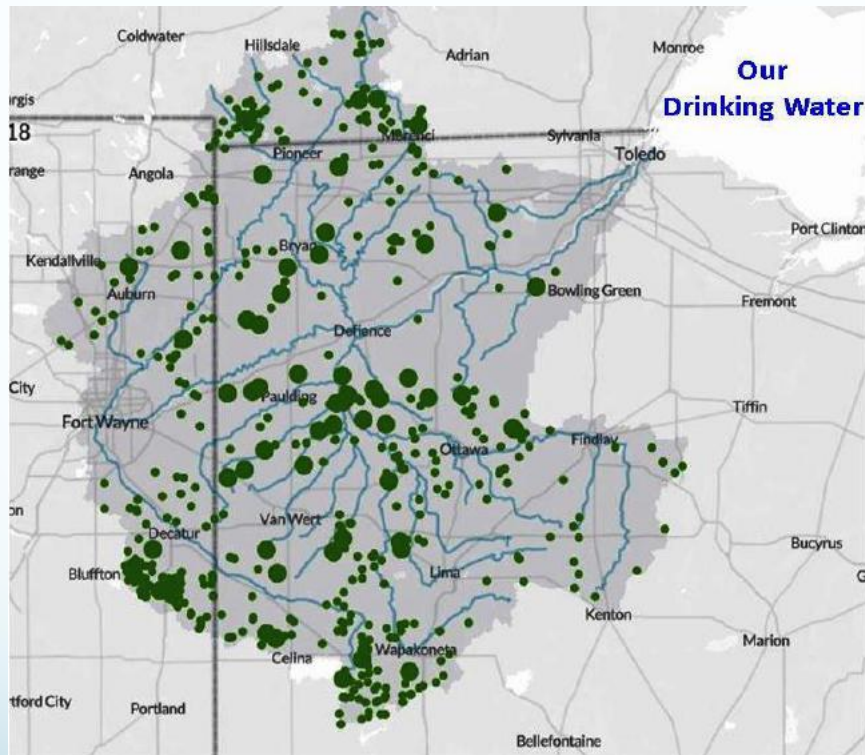 Coldwater
Hillsdale
Adrian
Monroe
Our
Drinking Water
18
Morenci
Sylvania
Toledo
Pioneer
Angola
Port Clinton
Kendallville
Bryan
Auburn
Bowling Green
Fremont
Defiance
City
Paulding
Tiffin
Fort Wayne
Findlay
Ottawa
Van Wert
Decatur
Bucyrus
Bluffton
Lima
Kenton
Marion
Wapakoneta
Celina
Portland
Bellefontaine